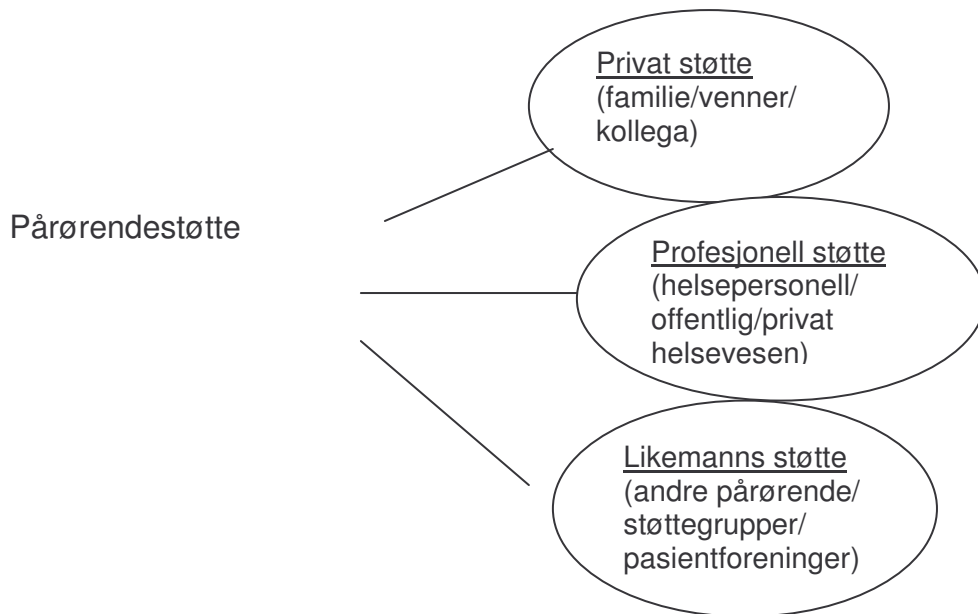 Privat støtte
(familie/venner/
kollega)
Pårørendestøtte
Profesjonell støtte
(helsepersonell/
offentlig/privat
helsevesen)
Likemanns støtte
(andre pårørende/
støttegrupper/
pasientforeninger)